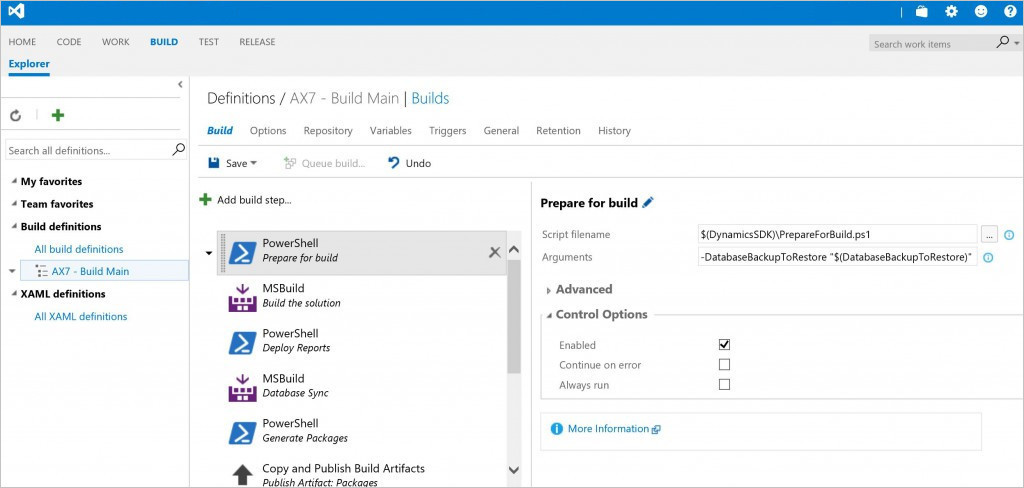 HOME CODE WORK BUILD TEST RELEASE
Search work items
Explorer
Search all definitions...
My favorites
Team favorites
Build definitions
All build definitions
AX7 - Build Main
XAML definitions
All XAML definitions
Definitions / AX7 - Build Main | Builds
Build Options Repository Variables Triggers General Retention History
Save Queue build... Undo
Add build step...
PowerShell
Prepare for build
MSBuild
Build the solution
PowerShell
Deploy Reports
MSBuild
Database Sync
PowerShell
Generate Packages
Copy and Publish Build Artifacts
Publish Artifact: Packages
Prepare for build
Script filename $(DynamicsSDK)\PrepareForBuild.ps1 ...
Arguments -DatabaseBackupToRestore "$(DatabaseBackupToRestore)"
Advanced
Control Options
Enabled
Continue on error
Always run
More Information